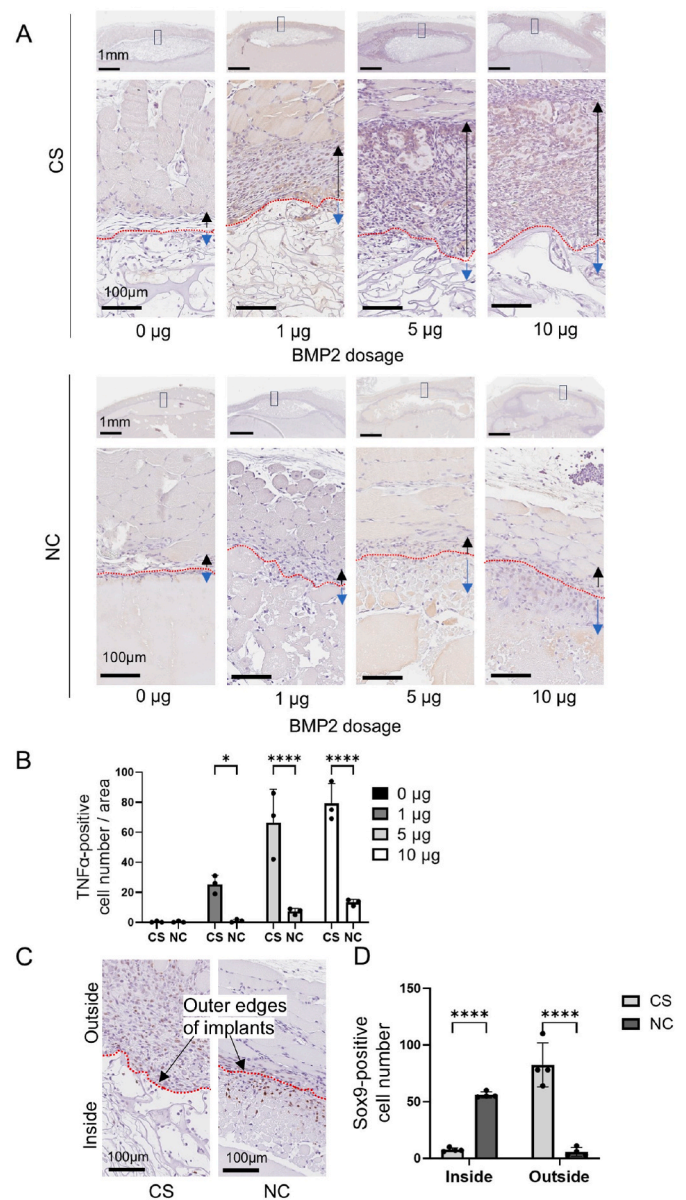 A
CS
1mm
100μm
0 μg
1 μg
5 μg
10 μg
BMP2 dosage
NC
1mm
100μm
0 μg
1 μg
5 μg
10 μg
BMP2 dosage
B
TNFα-positive
cell number / area
100
80
60
40
20
0
*
****
****
CS
NC
CS
NC
CS
NC
CS
NC
0 μg
1 μg
5 μg
10 μg
C
Outside
Inside
Outer edges
of implants
100μm
100μm
CS
NC
D
Sox9-positive
cell number
150
100
50
0
****
****
Inside
Outside
CS
NC